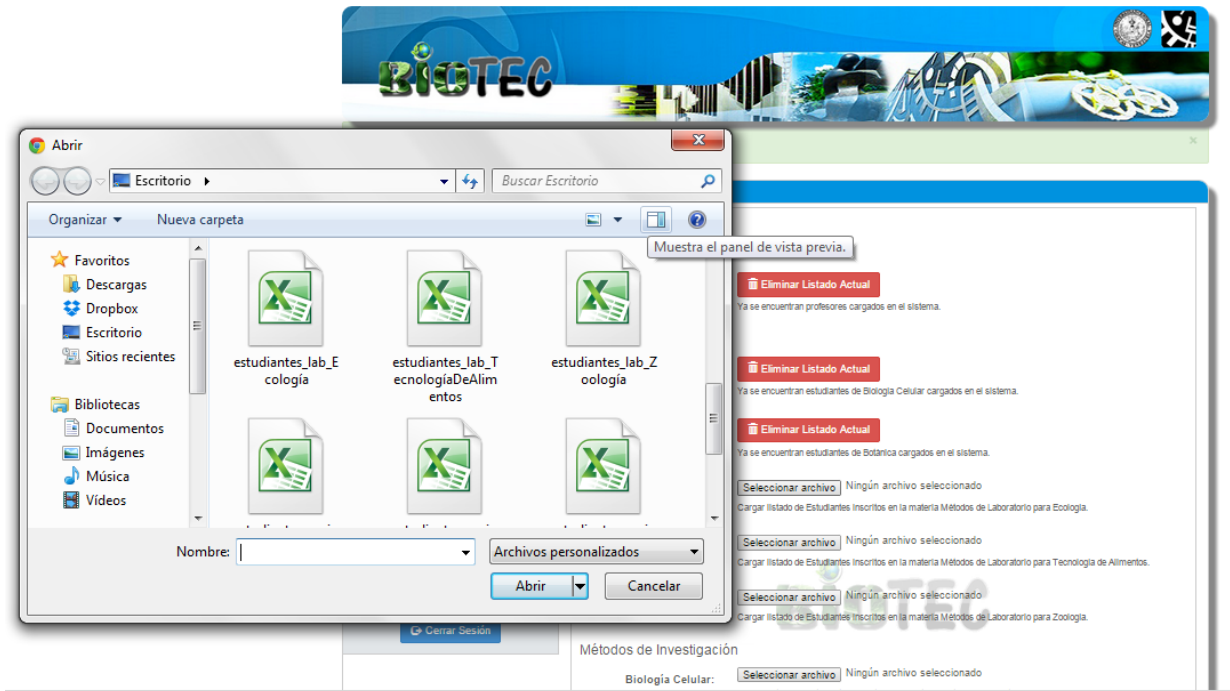 BIOTEC
Abrir
Escritorio
Buscar Escritorio
Organizar
Nueva carpeta
Muestra el panel de vista previa.
Favoritos
Descargas
Dropbox
Escritorio
Sitios recientes
Bibliotecas
Documentos
Imágenes
Música
Vídeos
estudiantes_lab_E
cología
estudiantes_lab_T
ecnologíaDeAlim
entos
estudiantes_lab_Z
oología
Nombre:
Archivos personalizados
Abrir
Cancelar
Eliminar Listado Actual
Ya se encuentran profesores cargados en el sistema.
Eliminar Listado Actual
Ya se encuentran estudiantes de Biología Celular cargados en el sistema.
Eliminar Listado Actual
Ya se encuentran estudiantes de Botánica cargados en el sistema.
Seleccionar archivo Ningún archivo seleccionado
Cargar listado de Estudiantes inscritos en la materia Métodos de Laboratorio para Ecología.
Seleccionar archivo Ningún archivo seleccionado
Cargar listado de Estudiantes inscritos en la materia Métodos de Laboratorio para Tecnología de Alimentos.
Seleccionar archivo Ningún archivo seleccionado
Cargar listado de Estudiantes inscritos en la materia Métodos de Laboratorio para Zoología.
BIOTEC
Cerrar Sesión
Métodos de Investigación
Biología Celular: Seleccionar archivo Ningún archivo seleccionado